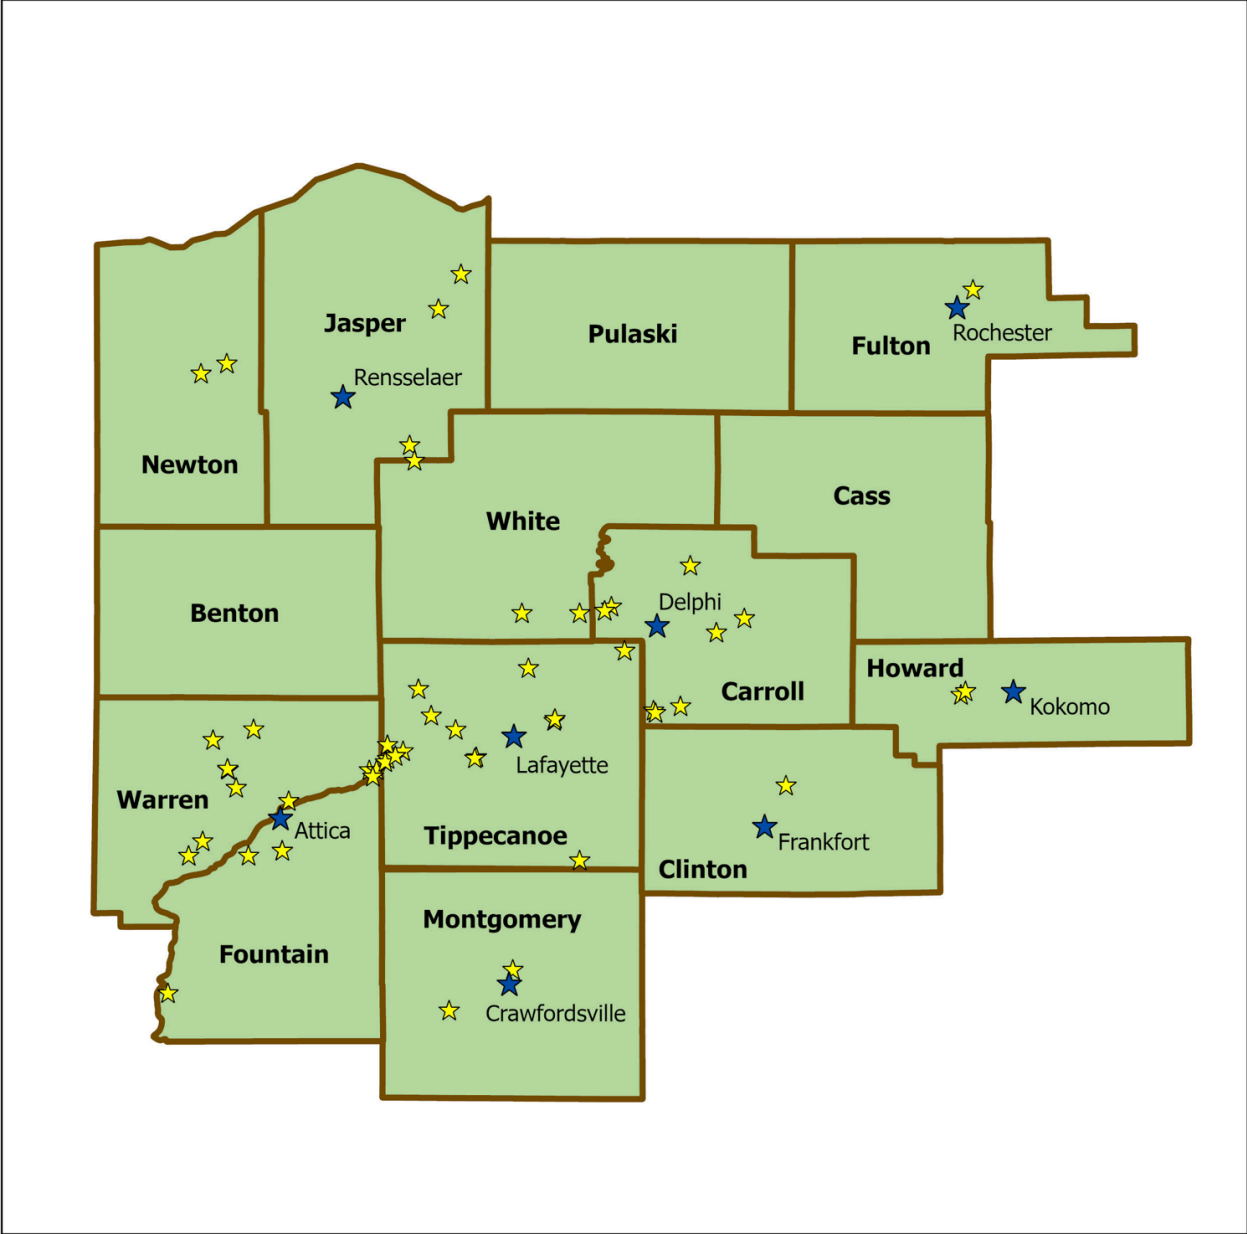 Jasper
Pulaski
Rochester
Fulton
Rensselaer
Newton
Cass
White
Delphi
Benton
Howard
Carroll
Kokomo
Lafayette
Warren
Attica
Tippecanoe
Frankfort
Clinton
Montgomery
Fountain
Crawfordsville